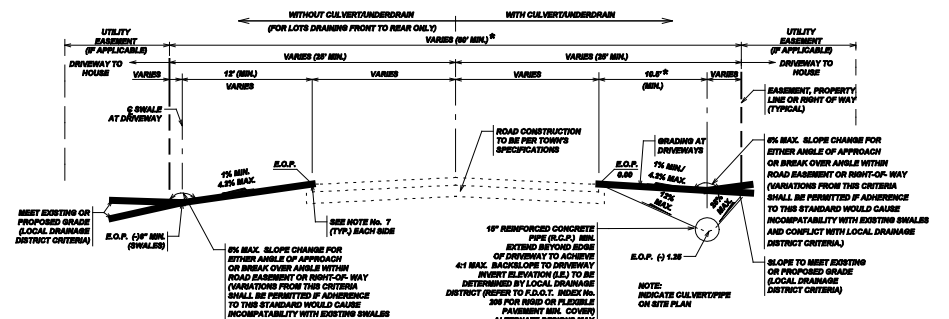 WITHOUT CULVERT/UNDERDRAIN
WITH CULVERT/UNDERDRAIN
(FOR LOTS DRAINING FRONT TO REAR ONLY)
UTILITY
EASEMENT
(IF APPLICABLE)
VARIES (50' MIN.)*
UTILITY
EASEMENT
(IF APPLICABLE)
DRIVEWAY TO
HOUSE
VARIES (25' MIN.)
VARIES (25' MIN.)
DRIVEWAY TO
HOUSE
VARIES
12' (MIN.)
VARIES
VARIES
VARIES
10.5' *
(MIN.)
VARIES
EASEMENT, PROPERTY
LINE OR RIGHT OF WAY
(TYPICAL)
℄ SWALE
AT DRIVEWAY
ROAD CONSTRUCTION
TO BE PER TOWN'S
SPECIFICATIONS
GRADING AT
DRIVEWAYS
5% MAX. SLOPE CHANGE FOR
EITHER ANGLE OF APPROACH
OR BREAK OVER ANGLE WITHIN
ROAD EASEMENT OR RIGHT-OF- WAY
(VARIATIONS FROM THIS CRITERIA
SHALL BE PERMITTED IF ADHERENCE
TO THIS STANDARD WOULD CAUSE
INCOMPATABILITY WITH EXISTING SWALES
AND CONFLICT WITH LOCAL DRAINAGE
DISTRICT CRITERIA.)
E.O.P.
1% MIN.
4.2% MAX.
E.O.P.
0.00
1% MIN./
4.2% MAX.
12%
MAX.
25%
MAX.
MEET EXISTING OR
PROPOSED GRADE
(LOCAL DRAINAGE
DISTRICT CRITERIA)
E.O.P. (-)6" MIN.
(SWALES)
SEE NOTE No. 7
(TYP.) EACH SIDE
5% MAX. SLOPE CHANGE FOR
EITHER ANGLE OF APPROACH
OR BREAK OVER ANGLE WITHIN
ROAD EASEMENT OR RIGHT-OF- WAY
(VARIATIONS FROM THIS CRITERIA
SHALL BE PERMITTED IF ADHERENCE
TO THIS STANDARD WOULD CAUSE
INCOMPATABILITY WITH EXISTING SWALES
15" REINFORCED CONCRETE
PIPE (R.C.P.) MIN.
EXTEND BEYOND EDGE
OF DRIVEWAY TO ACHIEVE
4:1 MAX. BACKSLOPE TO DRIVEWAY
INVERT ELEVATION (I.E.) TO BE
DETERMINED BY LOCAL DRAINAGE
DISTRICT (REFER TO F.D.O.T. INDEX No.
205 FOR RIGID OR FLEXIBLE
PAVEMENT MIN. COVER)
E.O.P. (-) 1.25
NOTE:
INDICATE CULVERT/PIPE
ON SITE PLAN
SLOPE TO MEET EXISTING
OR PROPOSED GRADE
(LOCAL DRAINAGE
DISTRICT CRITERIA)